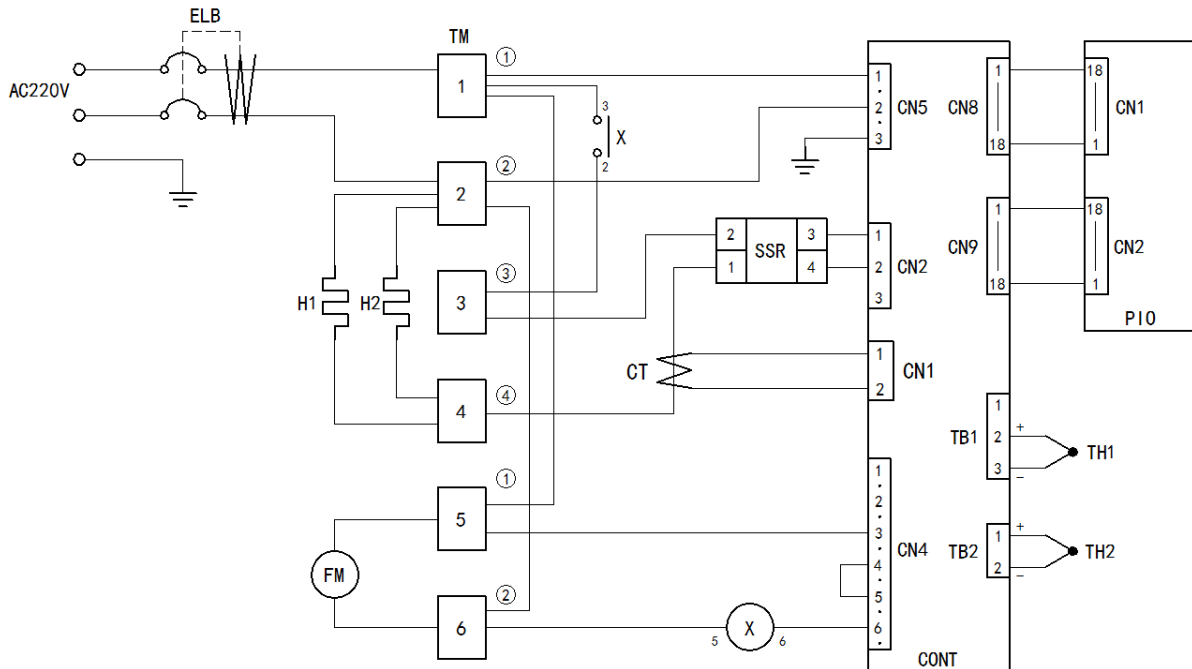 ELB
TM
AC220V
1
①
2
②
3
③
4
④
5
①
6
②
3
X
2
H1
H2
FM
2
SSR
3
1
4
CT
5
X
6
1
2
3
CN5
1
2
3
CN2
1
2
CN1
1
2
3
4
5
6
CN4
CN8
1
18
CN9
1
18
TB1
1
2
3
+
-
TH1
TB2
1
2
+
-
TH2
CONT
18
1
CN1
18
1
CN2
PIO